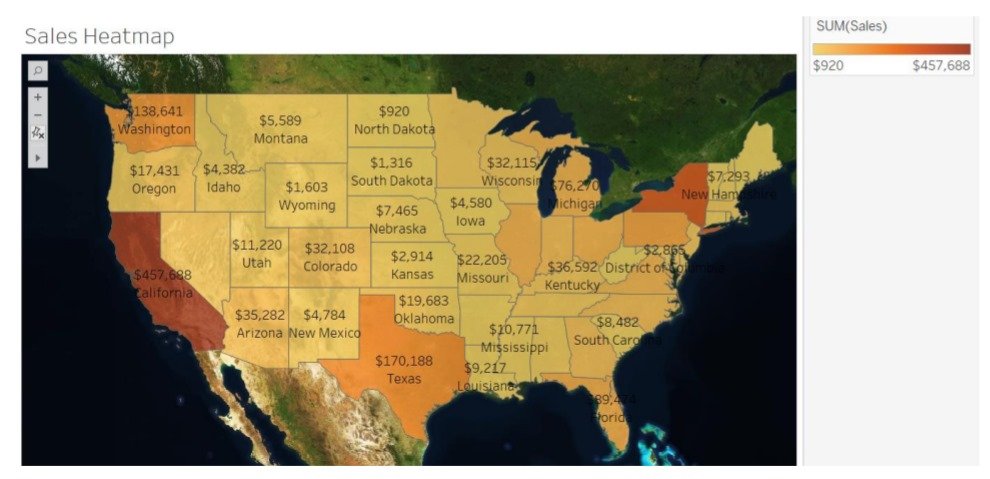 Sales Heatmap
SUM(Sales)
$920 $457,688
$138,641
Washington
$5,589
Montana
$920
North Dakota
$17,431
Oregon
$4,382
Idaho
$1,603
Wyoming
$1,316
South Dakota
$32,115
Wisconsin
$76,270
Michigan
$7,293
New Hampshire
$7,465
Nebraska
$4,580
Iowa
$11,220
Utah
$32,108
Colorado
$2,914
Kansas
$22,205
Missouri
$36,592
Kentucky
$2,865
District of Columbia
$457,688
California
$35,282
Arizona
$4,784
New Mexico
$19,683
Oklahoma
$10,771
Mississippi
$8,482
South Carolina
$170,188
Texas
$9,217
Louisiana
Florida